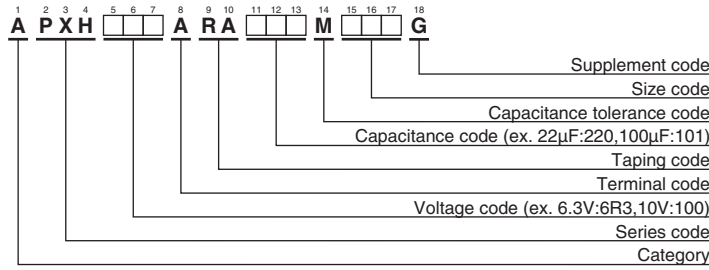 1 2 3 4 5 6 7 8 9 10 11 12 13 14 15 16 17 18
A PXH A RA M G
Supplement code
Size code
Capacitance tolerance code
Capacitance code (ex. 22µF:220,100µF:101)
Taping code
Terminal code
Voltage code (ex. 6.3V:6R3,10V:100)
Series code
Category